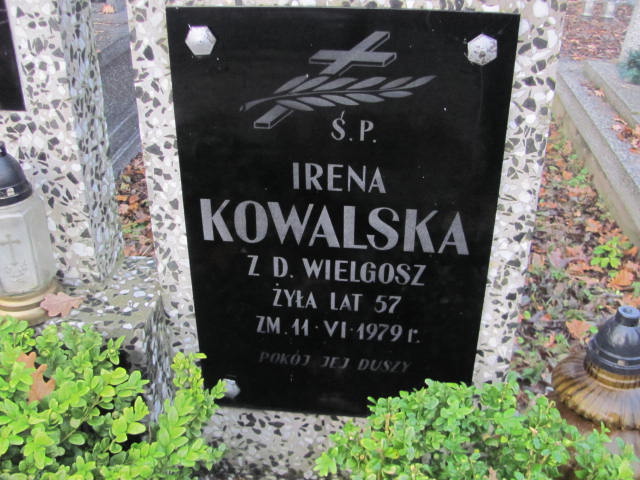 Ś.P.
IRENA
KOWALSKA
Z D. WIELGOSZ
ŻYŁA LAT 57
ZM. 11·VI·1979 r.
POKÓJ JEJ DUSZY